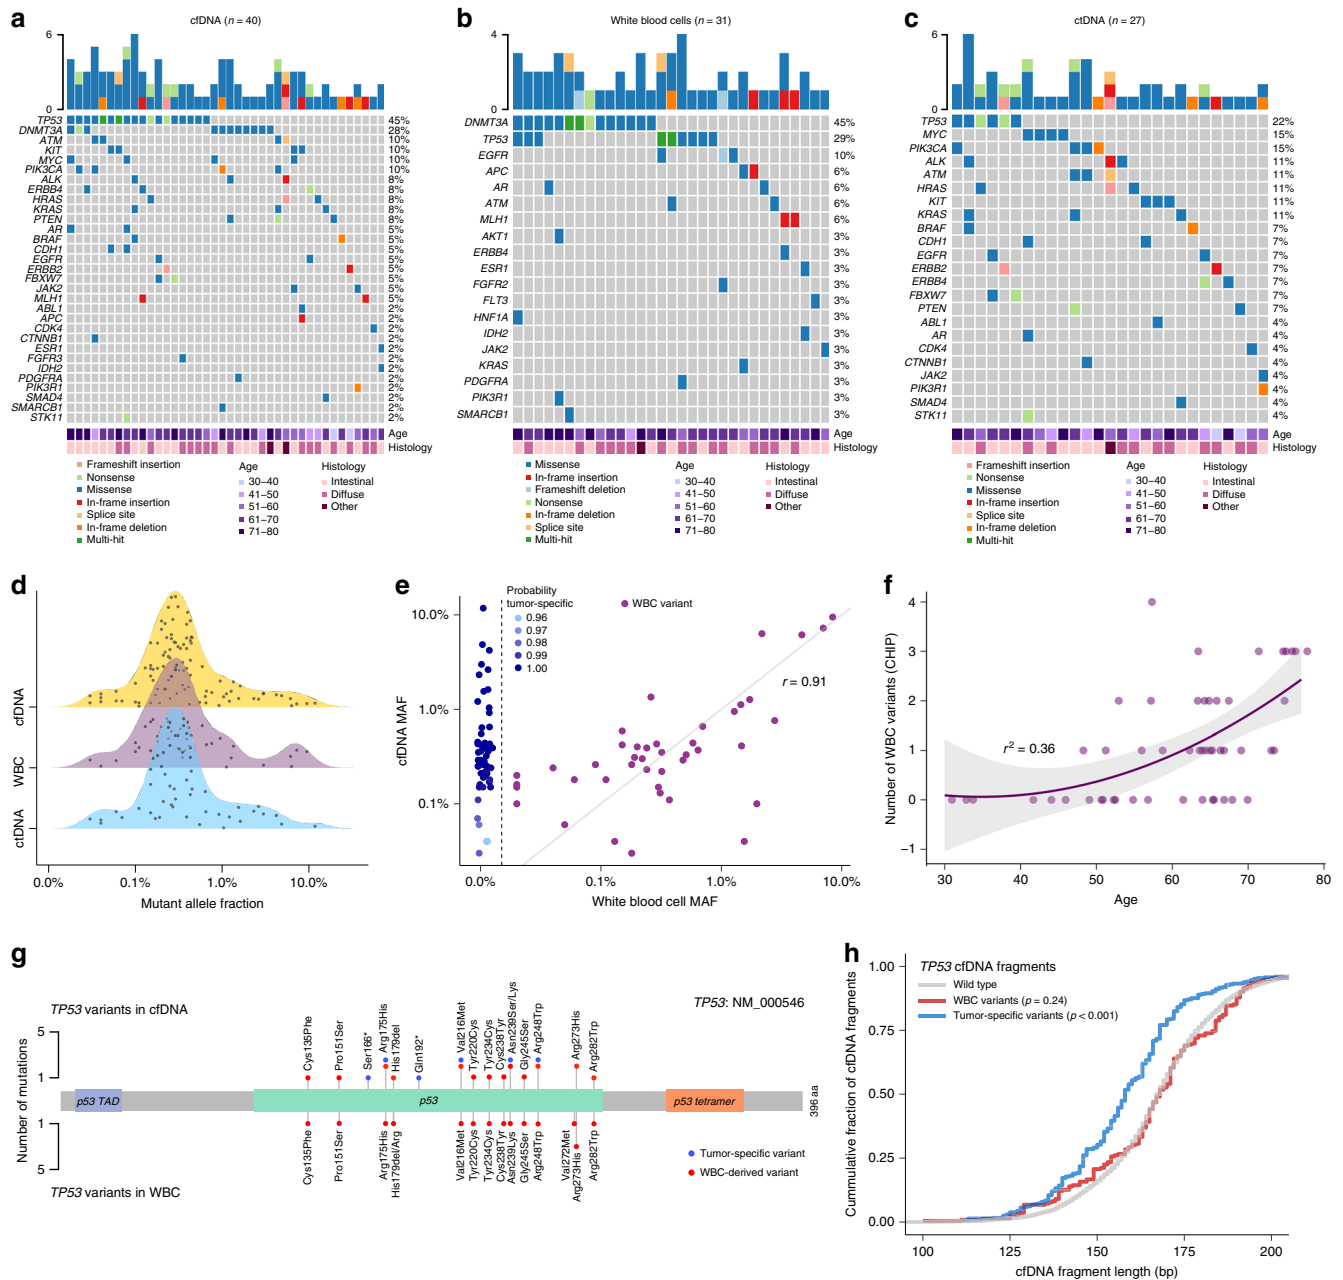 a
cfDNA (n = 40)
6
0
TP53 45%
DNMT3A 28%
ATM 10%
KIT 10%
MYC 10%
PIK3CA 10%
ALK 8%
ERBB4 8%
HRAS 8%
KRAS 8%
PTEN 8%
AR 5%
BRAF 5%
CDH1 5%
EGFR 5%
ERBB2 5%
FBXW7 5%
JAK2 5%
MLH1 5%
ABL1 2%
APC 2%
CDK4 2%
CTNNB1 2%
ESR1 2%
FGFR3 2%
IDH2 2%
PDGFRA 2%
PIK3R1 2%
SMAD4 2%
SMARCB1 2%
STK11 2%
Age
Histology
Frameshift insertion
Nonsense
Missense
In-frame insertion
Splice site
In-frame deletion
Multi-hit
Age
30–40
41–50
51–60
61–70
71–80
Histology
Intestinal
Diffuse
Other
b
White blood cells (n = 31)
4
0
DNMT3A 45%
TP53 29%
EGFR 10%
APC 6%
AR 6%
ATM 6%
MLH1 6%
AKT1 3%
ERBB4 3%
ESR1 3%
FGFR2 3%
FLT3 3%
HNF1A 3%
IDH2 3%
JAK2 3%
KRAS 3%
PDGFRA 3%
PIK3R1 3%
SMARCB1 3%
Age
Histology
Missense
In-frame insertion
Frameshift deletion
Nonsense
In-frame deletion
Splice site
Multi-hit
Age
30–40
41–50
51–60
61–70
71–80
Histology
Intestinal
Diffuse
Other
c
ctDNA (n = 27)
6
0
TP53 22%
MYC 15%
PIK3CA 15%
ALK 11%
ATM 11%
HRAS 11%
KIT 11%
KRAS 11%
BRAF 7%
CDH1 7%
EGFR 7%
ERBB2 7%
ERBB4 7%
FBXW7 7%
PTEN 7%
ABL1 4%
AR 4%
CDK4 4%
CTNNB1 4%
JAK2 4%
PIK3R1 4%
SMAD4 4%
STK11 4%
Age
Histology
Frameshift insertion
Nonsense
Missense
In-frame insertion
Splice site
In-frame deletion
Multi-hit
Age
30–40
41–50
51–60
61–70
71–80
Histology
Intestinal
Diffuse
Other
d
cfDNA
WBC
ctDNA
0.0% 0.1% 1.0% 10.0%
Mutant allele fraction
e
Probability
tumor-specific
0.96
0.97
0.98
0.99
1.00
WBC variant
r = 0.91
cfDNA MAF
10.0%
1.0%
0.1%
0.0% 0.1% 1.0% 10.0%
White blood cell MAF
f
Number of WBC variants (CHIP)
4
3
2
1
0
−1
r² = 0.36
30 40 50 60 70 80
Age
g
TP53 variants in cfDNA
TP53: NM_000546
Number of mutations
5
1
Cys135Phe
Pro151Ser
Ser166*
Arg175His
His179del
Gln192*
Val216Met
Tyr220Cys
Tyr234Cys
Cys238Tyr
Asn239Ser/Lys
Gly245Ser
Arg248Trp
Arg273His
Arg282Trp
p53 TAD
p53
p53 tetramer
396 aa
1
5
Cys135Phe
Pro151Ser
Arg175His
His179del/Arg
Val216Met
Tyr220Cys
Tyr234Cys
Cys238Tyr
Asn239Lys
Gly245Ser
Arg248Trp
Val272Met
Arg273His
Arg282Trp
TP53 variants in WBC
Tumor-specific variant
WBC-derived variant
h
TP53 cfDNA fragments
Wild type
WBC variants (p = 0.24)
Tumor-specific variants (p < 0.001)
Cummulative fraction of cfDNA fragments
1.00
0.75
0.50
0.25
0.00
100 125 150 175 200
cfDNA fragment length (bp)